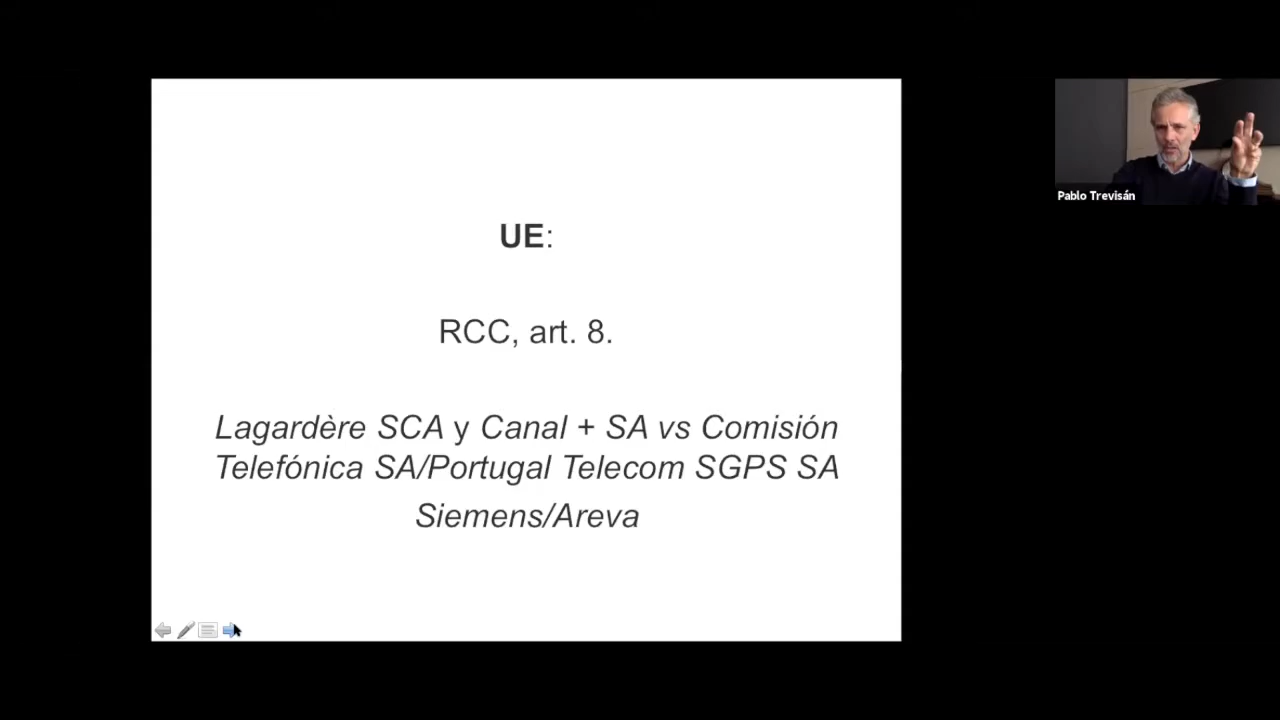 UE:
RCC, art. 8.
Lagardère SCA y Canal + SA vs Comisión
Telefónica SA/Portugal Telecom SGPS SA
Siemens/Areva
Pablo Trevisán